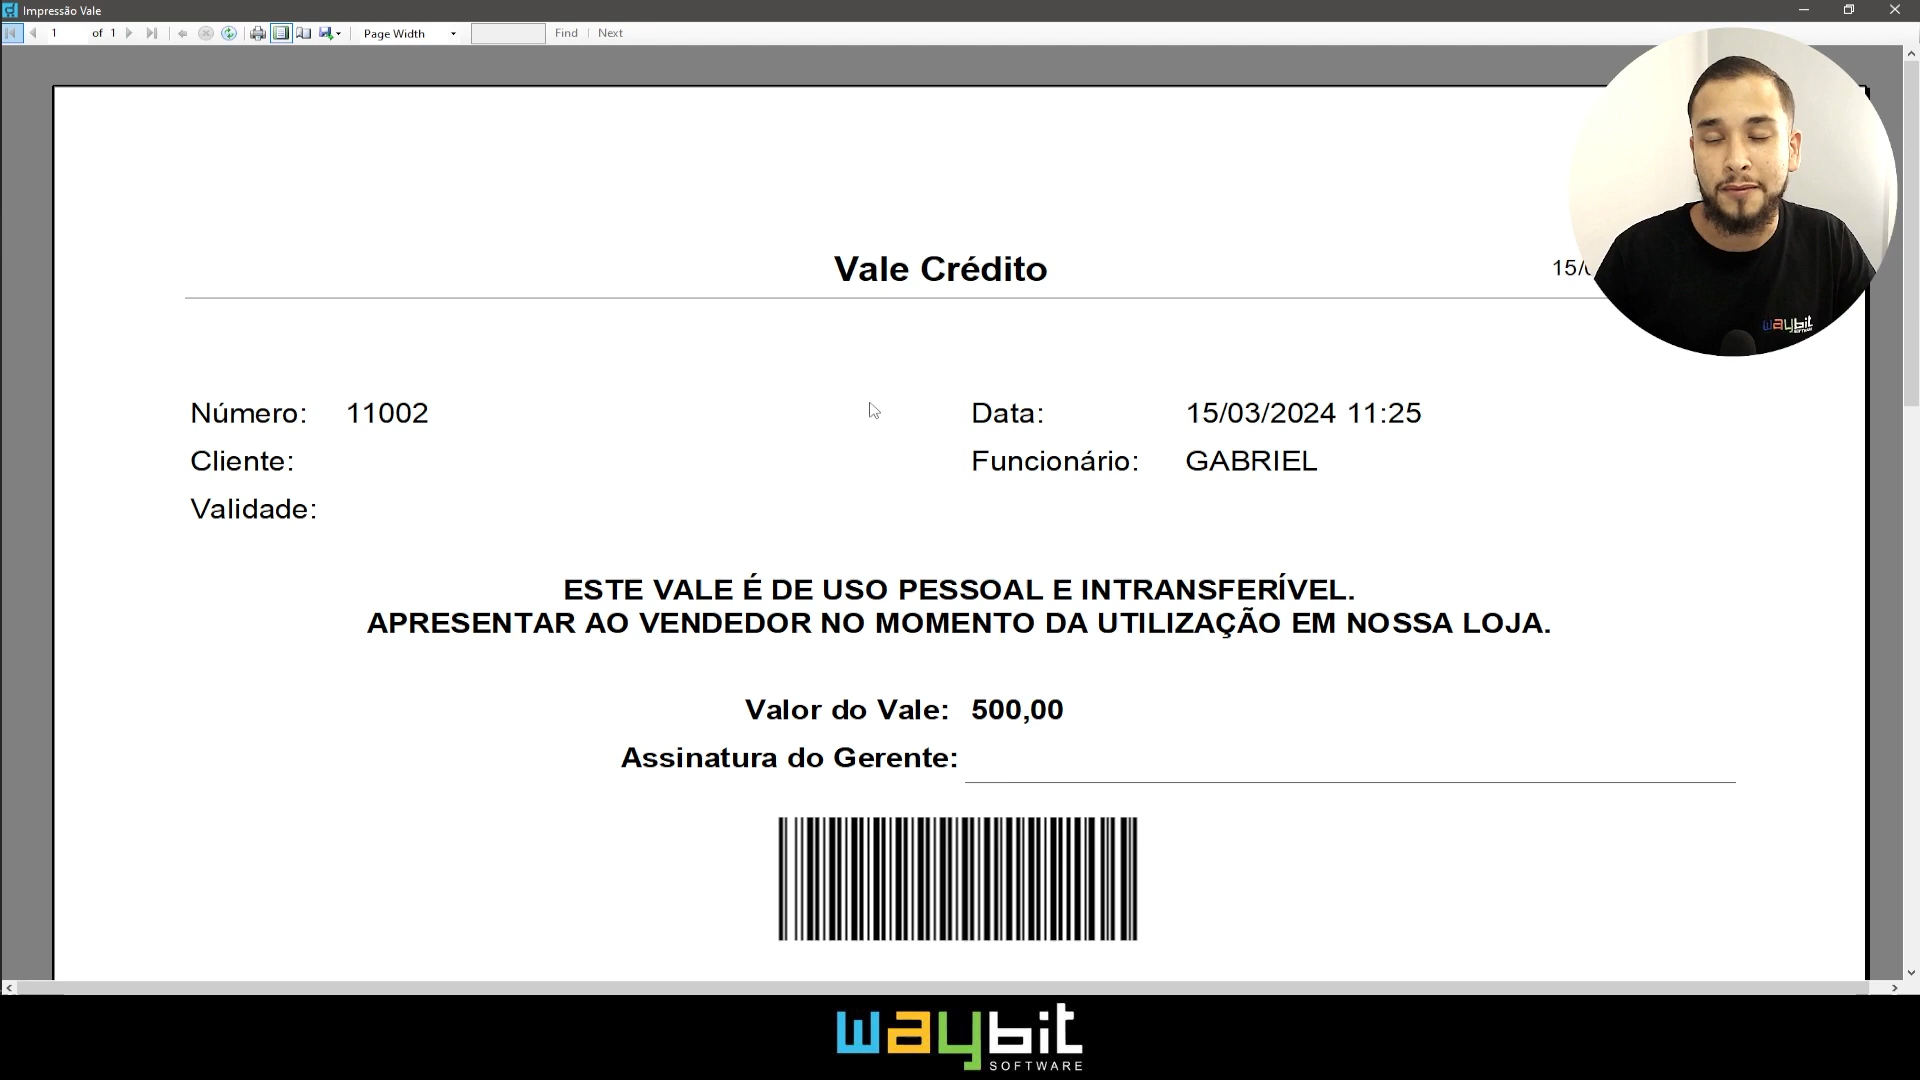 Impressão Vale
1 of 1 Page Width Find Next
Vale Crédito
15/
waybit
Número: 11002 Data: 15/03/2024 11:25
Cliente: Funcionário: GABRIEL
Validade:
ESTE VALE É DE USO PESSOAL E INTRANSFERÍVEL.
APRESENTAR AO VENDEDOR NO MOMENTO DA UTILIZAÇÃO EM NOSSA LOJA.
Valor do Vale: 500,00
Assinatura do Gerente:
waybit
SOFTWARE